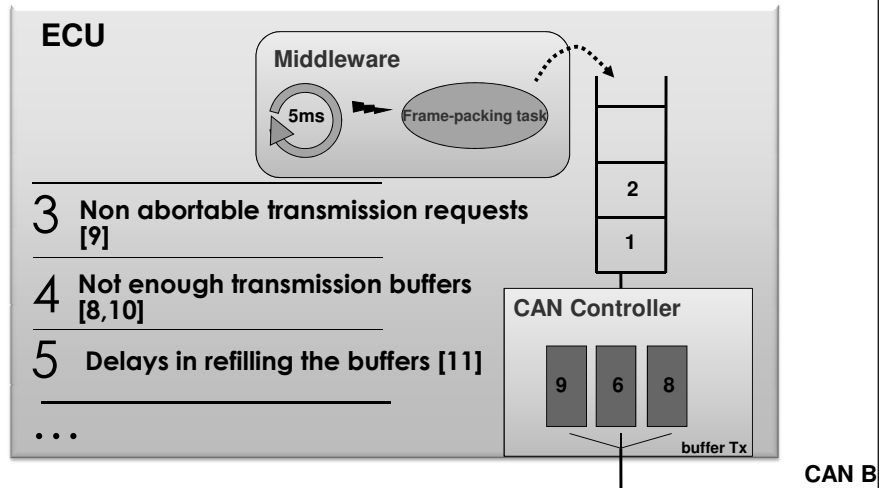 ECU
Middleware
5ms
Frame-packing task
2
1
3 Non abortable transmission requests
[9]
4 Not enough transmission buffers
[8,10]
5 Delays in refilling the buffers [11]
...
CAN Controller
9 6 8
buffer Tx
CAN B